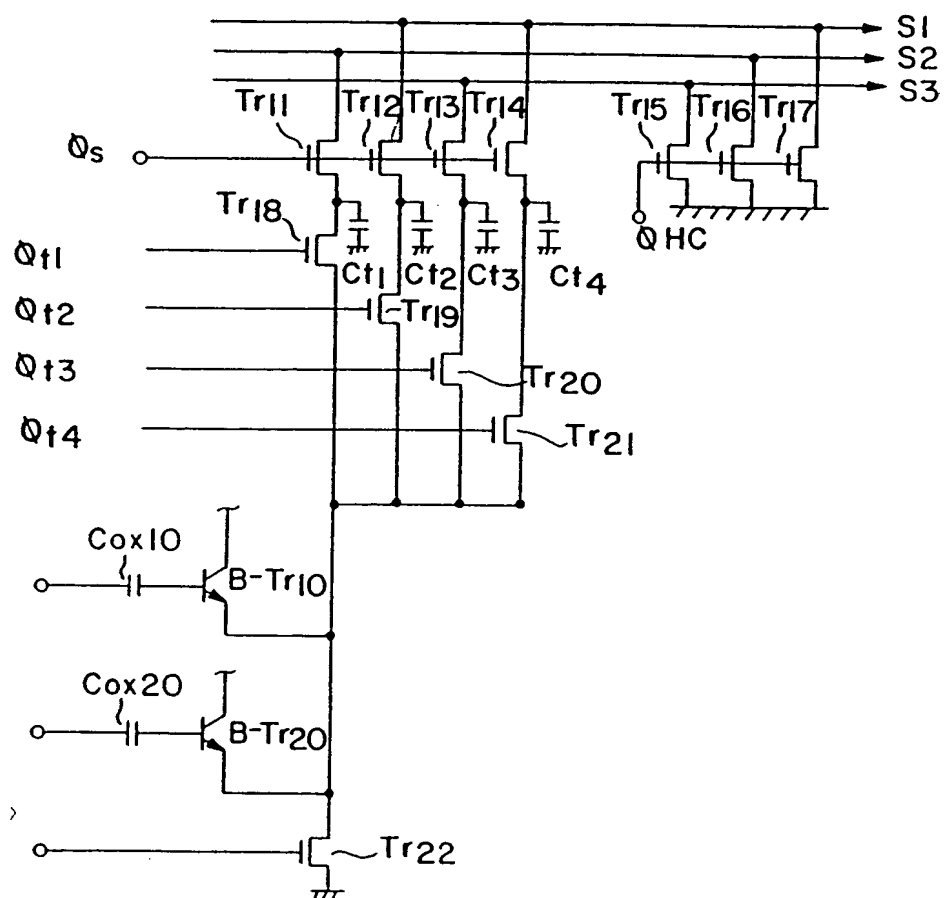 S1
S2
S3
Tr11 Tr12 Tr13 Tr14 Tr15 Tr16 Tr17
Øs
Tr18
ØHC
Øt1
Ct1 Ct2 Ct3 Ct4
Øt2
Tr19
Øt3
Tr20
Øt4
Tr21
Cox10
B-Tr10
Cox20
B-Tr20
Tr22